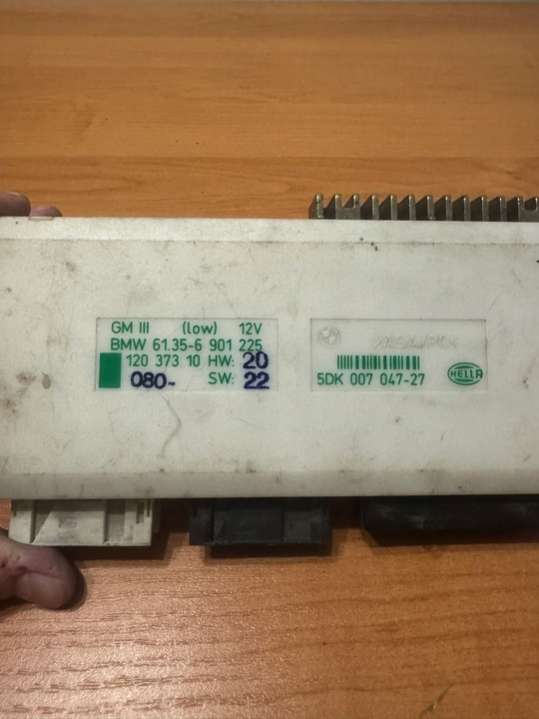 GM III (low) 12V
BMW 61.35-6 901 225
120 373 10 HW: 20
080- SW: 22
5DK 007 047-27
HELLA